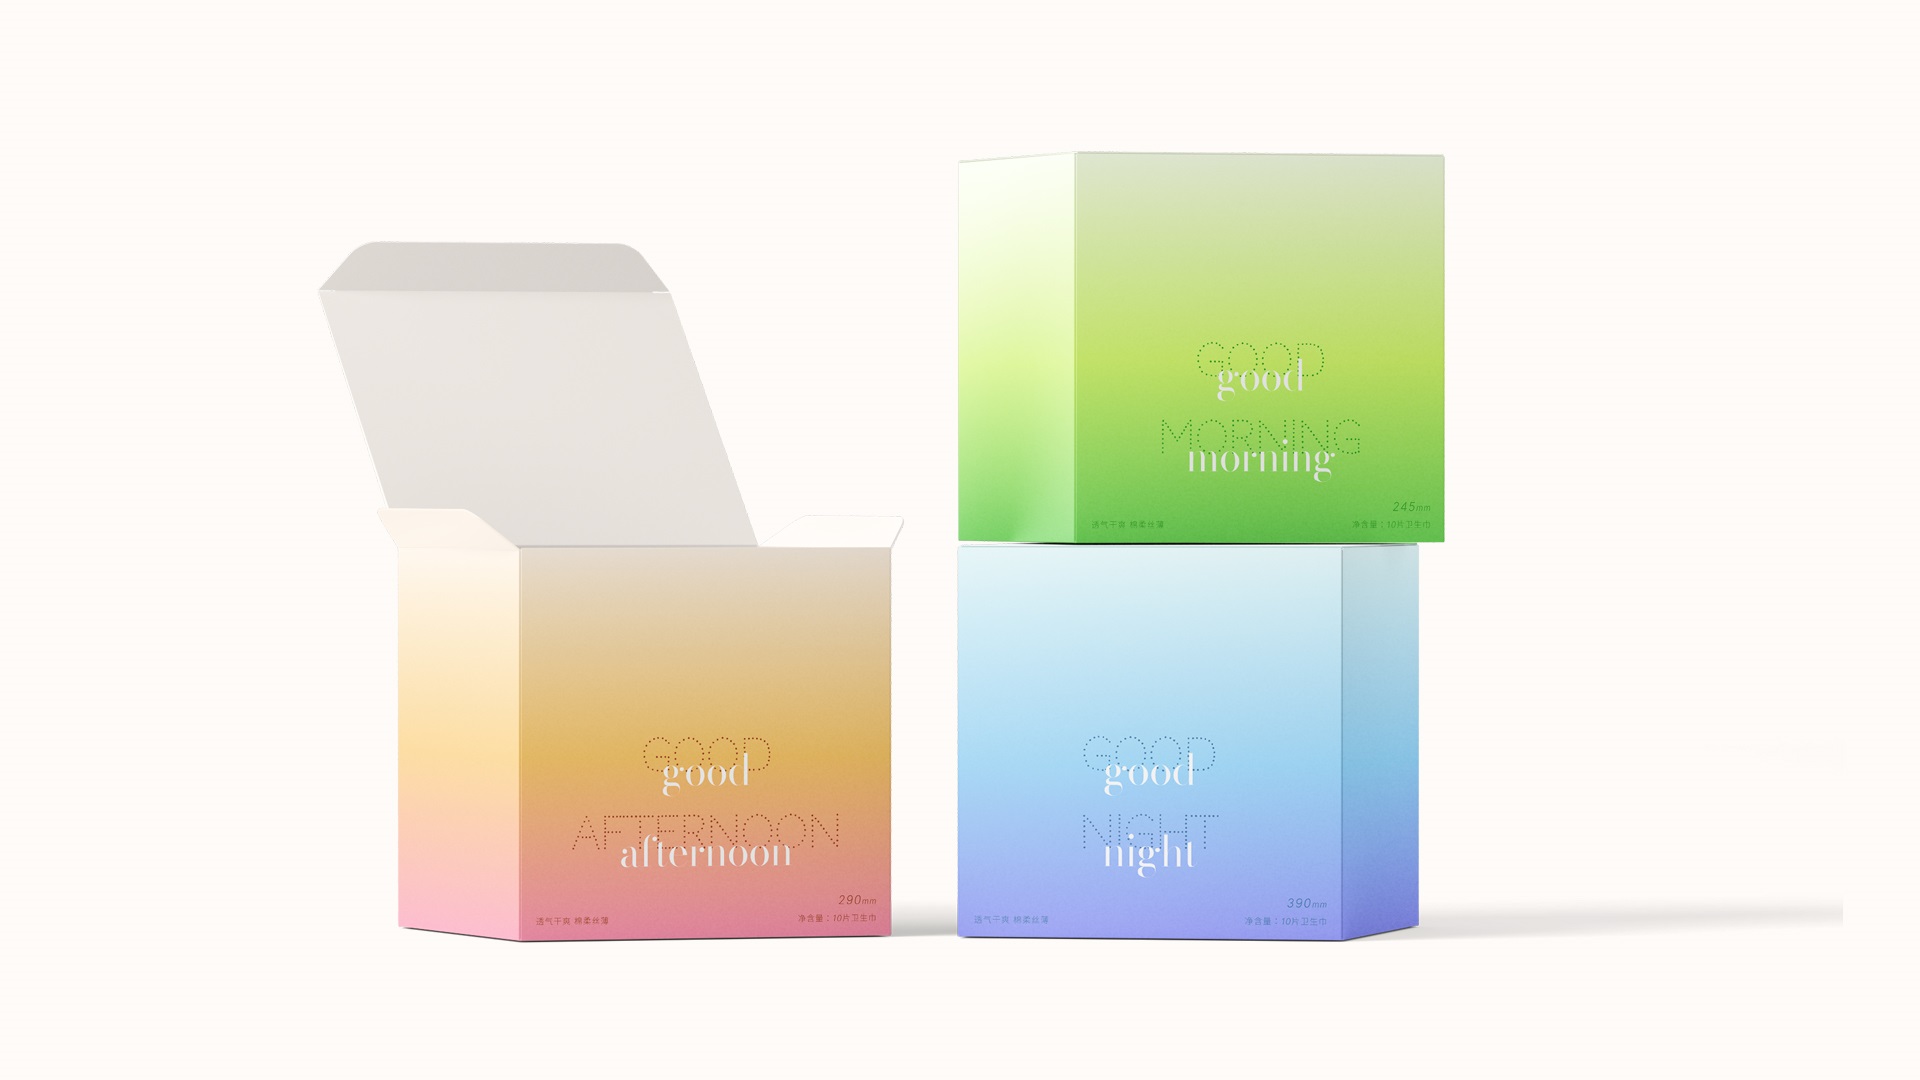 GOOD
good
MORNING
morning
245mm
透气干爽 棉柔丝薄
净含量：10片卫生巾
GOOD
good
AFTERNOON
afternoon
290mm
透气干爽 棉柔丝薄
净含量：10片卫生巾
GOOD
good
NIGHT
night
390mm
透气干爽 棉柔丝薄
净含量：10片卫生巾